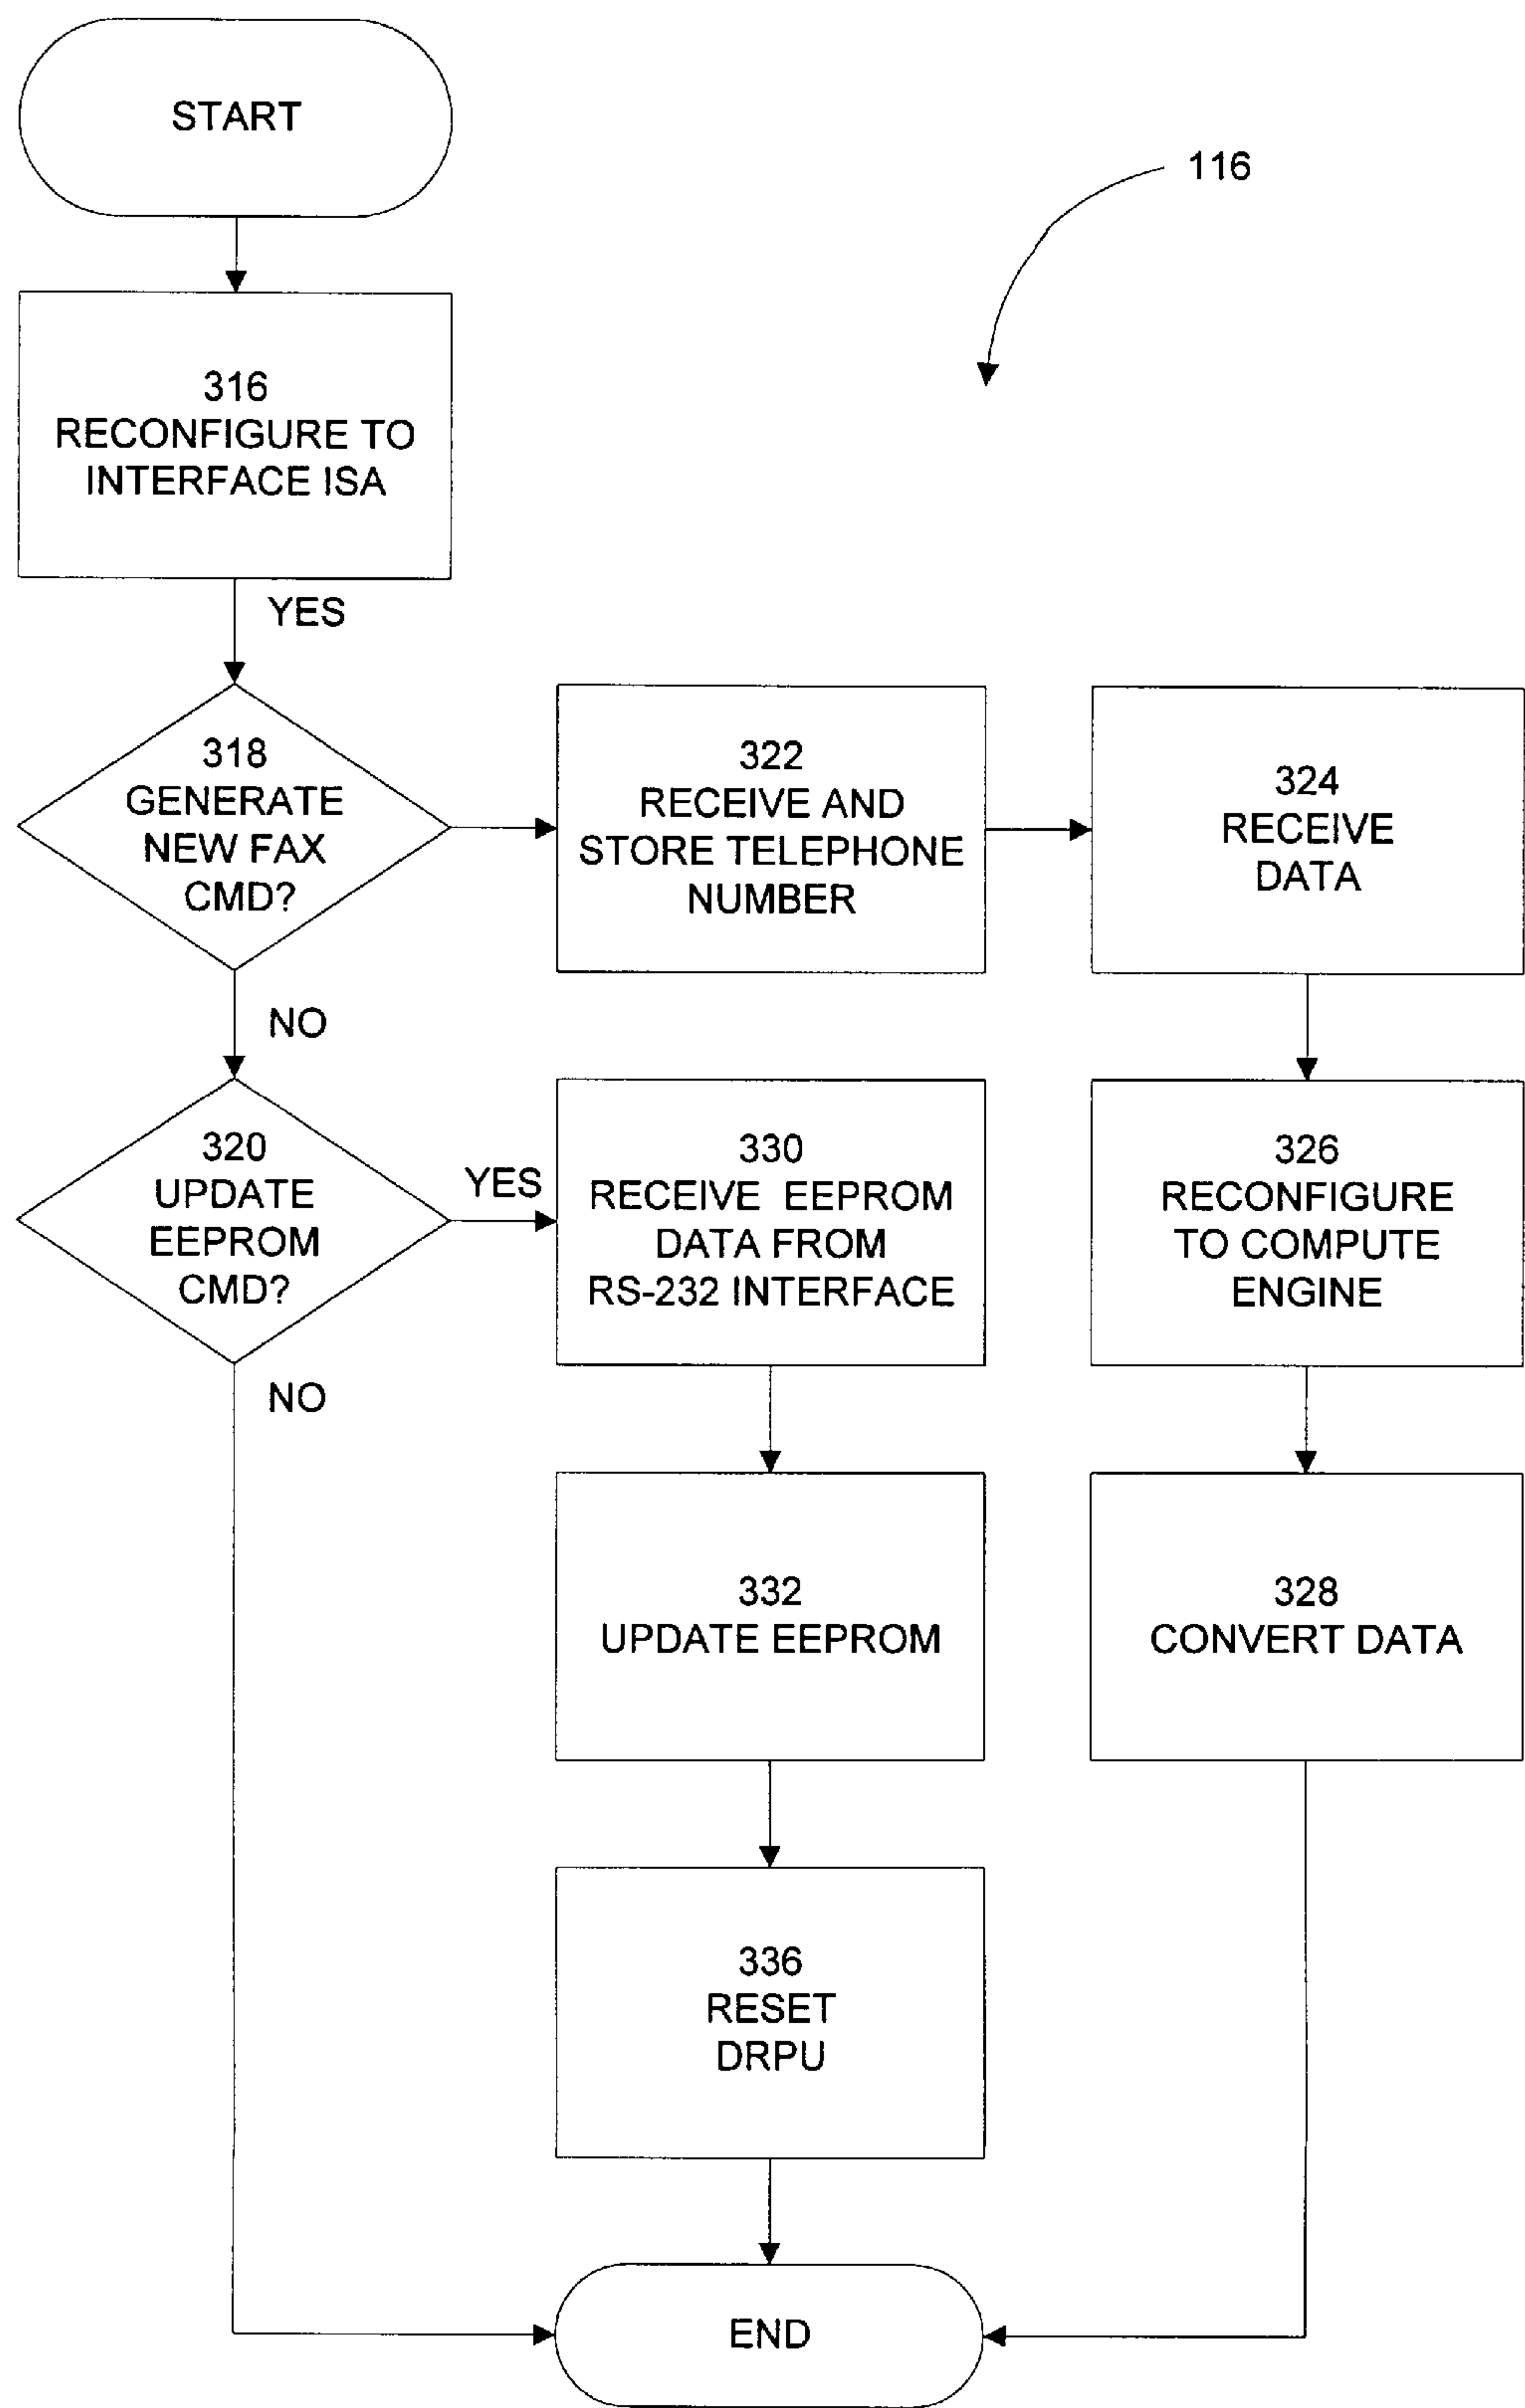 START
116
316
RECONFIGURE TO
INTERFACE ISA
YES
318
GENERATE
NEW FAX
CMD?
322
RECEIVE AND
STORE TELEPHONE
NUMBER
324
RECEIVE
DATA
NO
320
UPDATE
EEPROM
CMD?
YES
330
RECEIVE EEPROM
DATA FROM
RS-232 INTERFACE
326
RECONFIGURE
TO COMPUTE
ENGINE
NO
332
UPDATE EEPROM
328
CONVERT DATA
336
RESET
DRPU
END